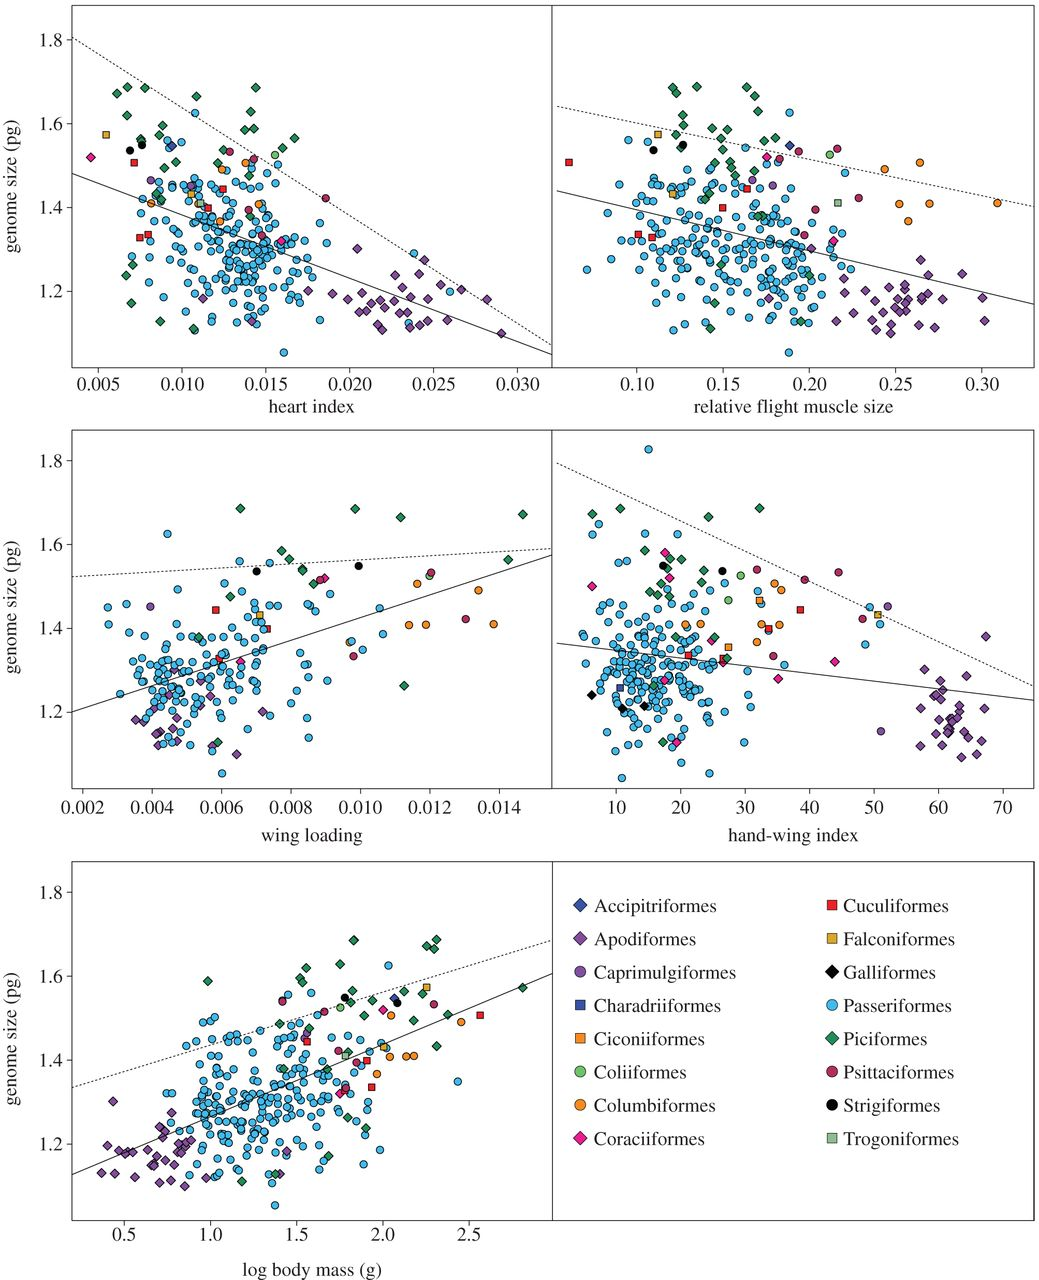 1.8
1.6
1.4
1.2
genome size (pg)
0.005 0.010 0.015 0.020 0.025 0.030
heart index
0.10 0.15 0.20 0.25 0.30
relative flight muscle size
1.8
1.6
1.4
1.2
genome size (pg)
0.002 0.004 0.006 0.008 0.010 0.012 0.014
wing loading
10 20 30 40 50 60 70
hand-wing index
1.8
1.6
1.4
1.2
genome size (pg)
0.5 1.0 1.5 2.0 2.5
log body mass (g)
Accipitriformes
Apodiformes
Caprimulgiformes
Charadriiformes
Ciconiiformes
Coliiformes
Columbiformes
Coraciiformes
Cuculiformes
Falconiformes
Galliformes
Passeriformes
Piciformes
Psittaciformes
Strigiformes
Trogoniformes